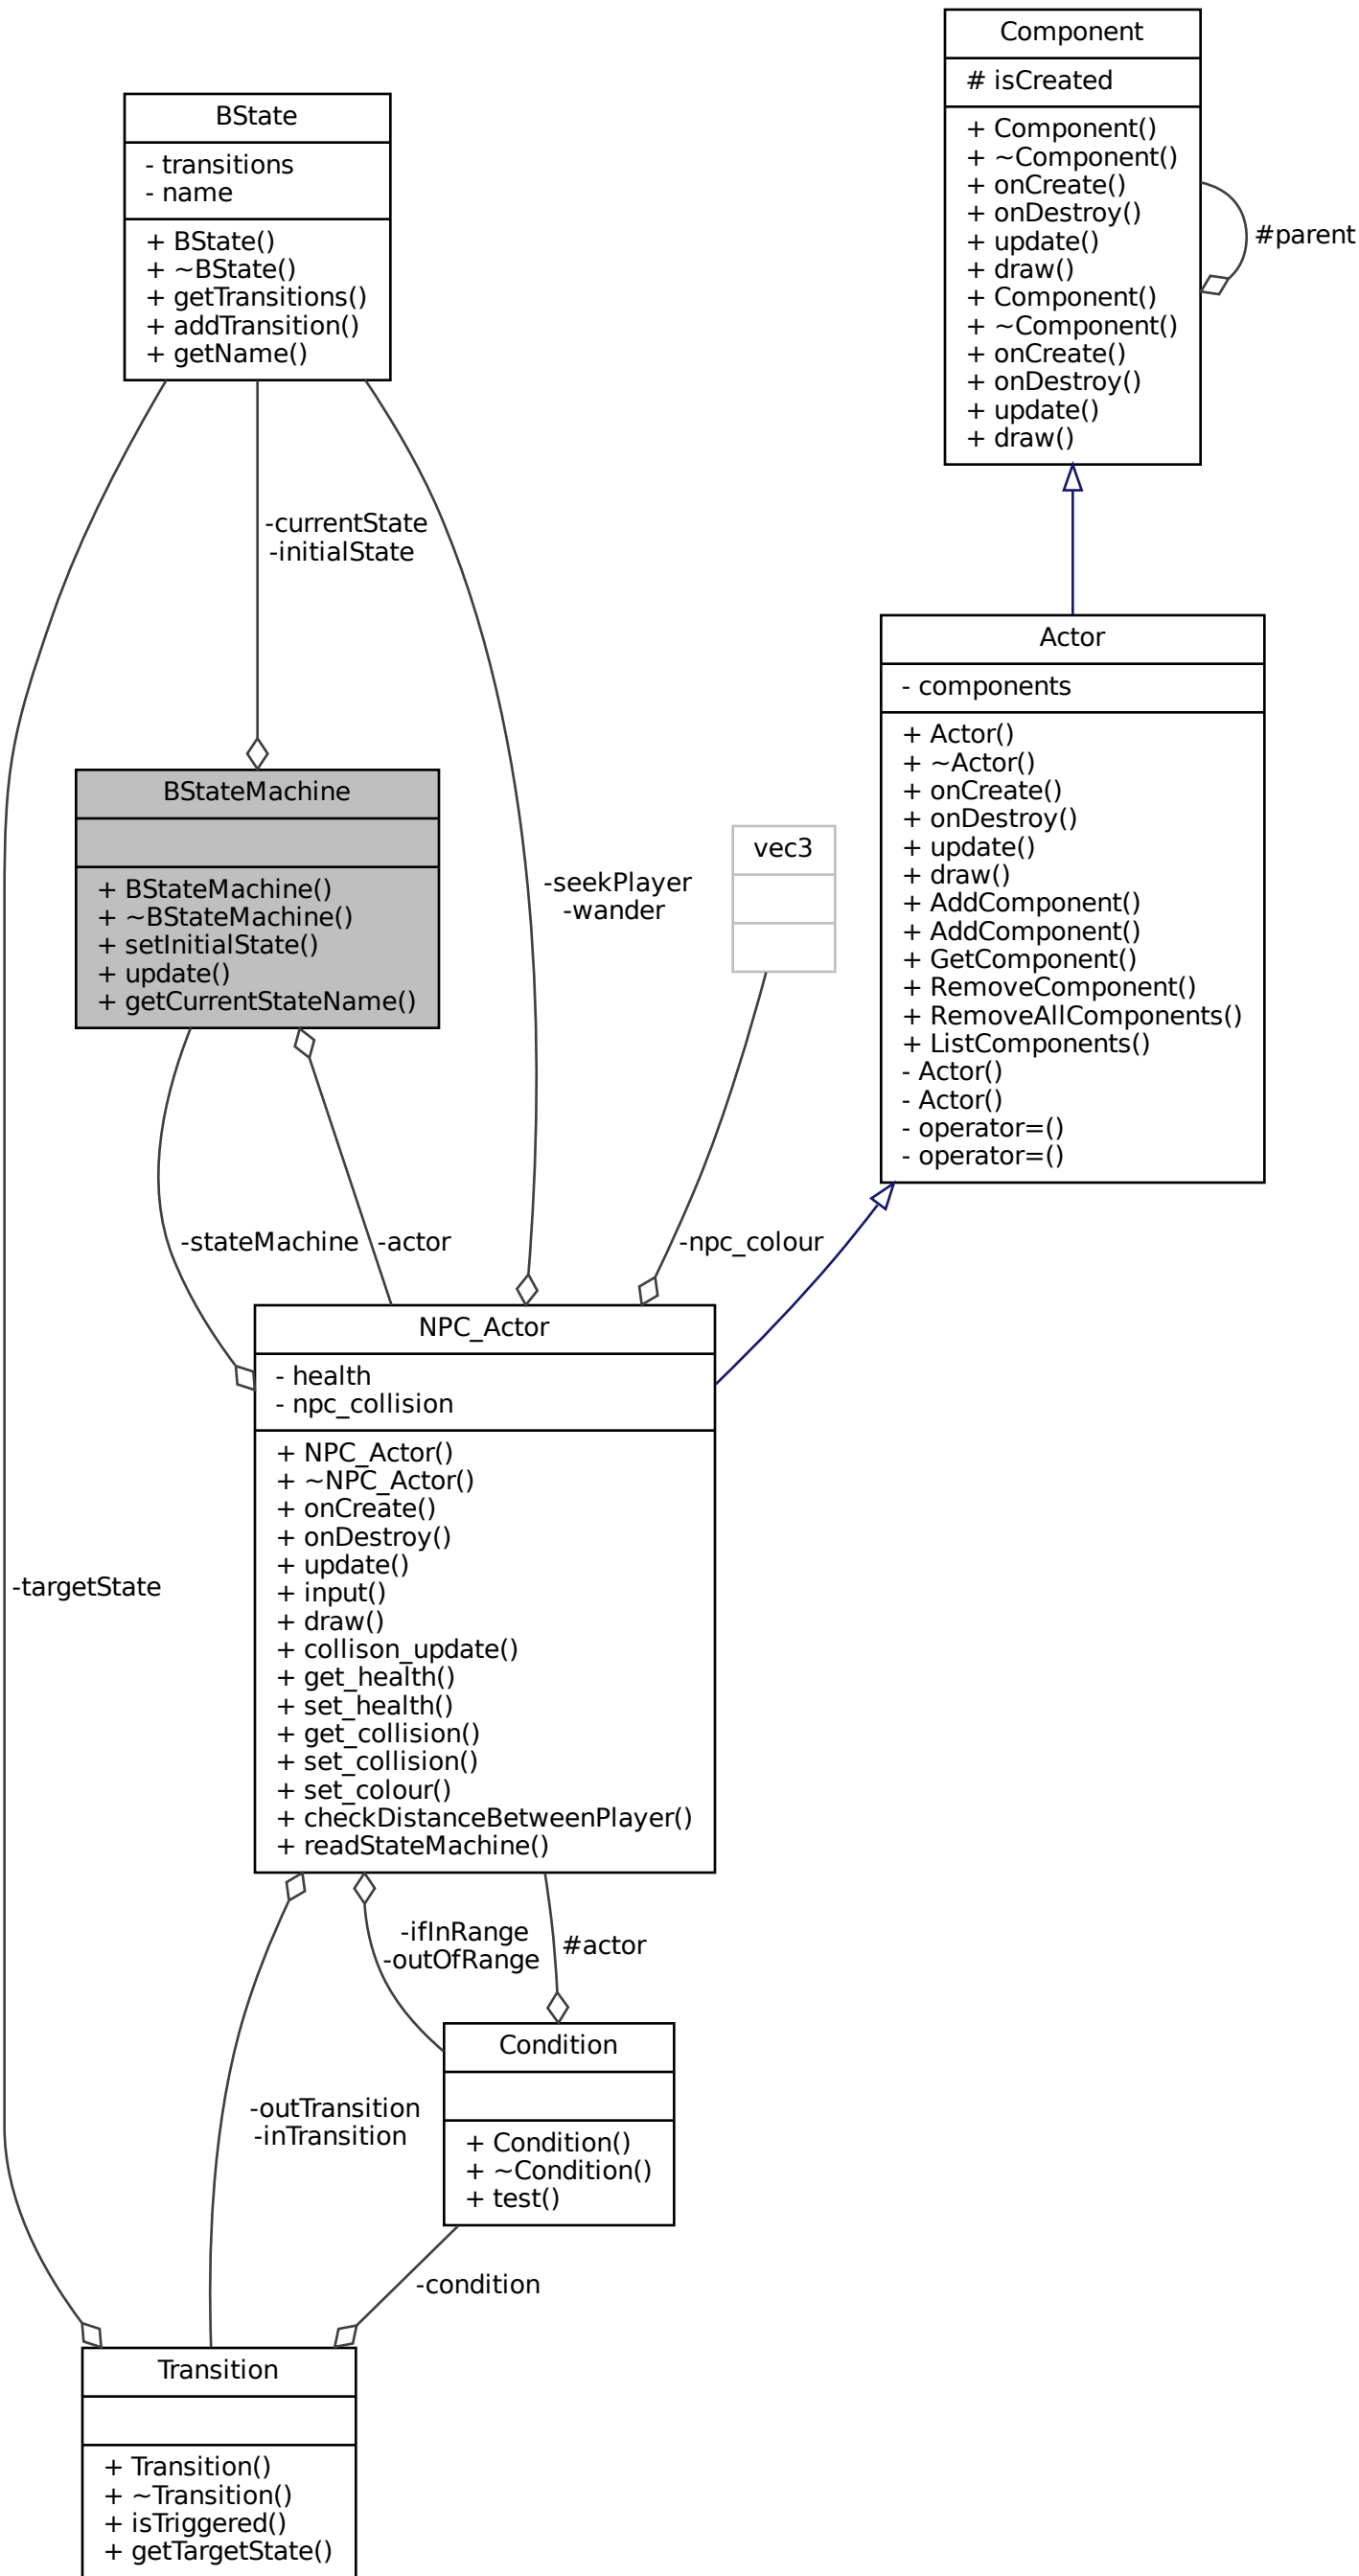 Component
# isCreated
+ Component()
+ ~Component()
+ onCreate()
+ onDestroy()
+ update()
+ draw()
+ Component()
+ ~Component()
+ onCreate()
+ onDestroy()
+ update()
+ draw()
#parent
BState
- transitions
- name
+ BState()
+ ~BState()
+ getTransitions()
+ addTransition()
+ getName()
-currentState
-initialState
Actor
- components
+ Actor()
+ ~Actor()
+ onCreate()
+ onDestroy()
+ update()
+ draw()
+ AddComponent()
+ AddComponent()
+ GetComponent()
+ RemoveComponent()
+ RemoveAllComponents()
+ ListComponents()
- Actor()
- Actor()
- operator=()
- operator=()
BStateMachine
+ BStateMachine()
+ ~BStateMachine()
+ setInitialState()
+ update()
+ getCurrentStateName()
-seekPlayer
-wander
vec3
-stateMachine
-actor
-npc_colour
NPC_Actor
- health
- npc_collision
+ NPC_Actor()
+ ~NPC_Actor()
+ onCreate()
+ onDestroy()
+ update()
+ input()
+ draw()
+ collison_update()
+ get_health()
+ set_health()
+ get_collision()
+ set_collision()
+ set_colour()
+ checkDistanceBetweenPlayer()
+ readStateMachine()
-targetState
-ifInRange
-outOfRange
#actor
Condition
+ Condition()
+ ~Condition()
+ test()
-outTransition
-inTransition
-condition
Transition
+ Transition()
+ ~Transition()
+ isTriggered()
+ getTargetState()